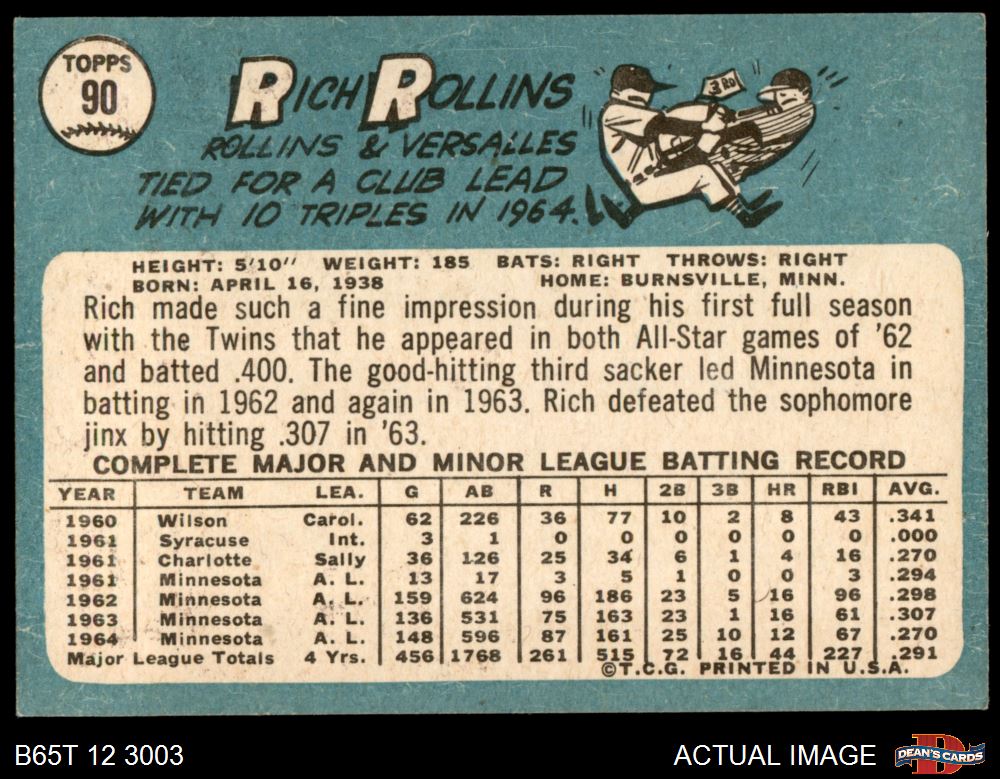 TOPPS
90
RICH ROLLINS
3RD
ROLLINS & VERSALLES
TIED FOR A CLUB LEAD
WITH 10 TRIPLES IN 1964.
HEIGHT: 5'10" WEIGHT: 185 BATS: RIGHT THROWS: RIGHT
BORN: APRIL 16, 1938 HOME: BURNSVILLE, MINN.
Rich made such a fine impression during his first full season
with the Twins that he appeared in both All-Star games of '62
and batted .400. The good-hitting third sacker led Minnesota in
batting in 1962 and again in 1963. Rich defeated the sophomore
jinx by hitting .307 in '63.
COMPLETE MAJOR AND MINOR LEAGUE BATTING RECORD
YEAR TEAM LEA. G AB R H 2B 3B HR RBI AVG.
1960 Wilson Carol. 62 226 36 77 10 2 8 43 .341
1961 Syracuse Int. 3 1 0 0 0 0 0 0 .000
1961 Charlotte Sally 36 126 25 34 6 1 4 16 .270
1961 Minnesota A. L. 13 17 3 5 1 0 0 3 .294
1962 Minnesota A. L. 159 624 96 186 23 5 16 96 .298
1963 Minnesota A. L. 136 531 75 163 23 1 16 61 .307
1964 Minnesota A. L. 148 596 87 161 25 10 12 67 .270
Major League Totals 4 Yrs. 456 1768 261 515 72 16 44 227 .291
©T.C.G. PRINTED IN U.S.A.
B65T 12 3003 ACTUAL IMAGE DEAN'S CARDS